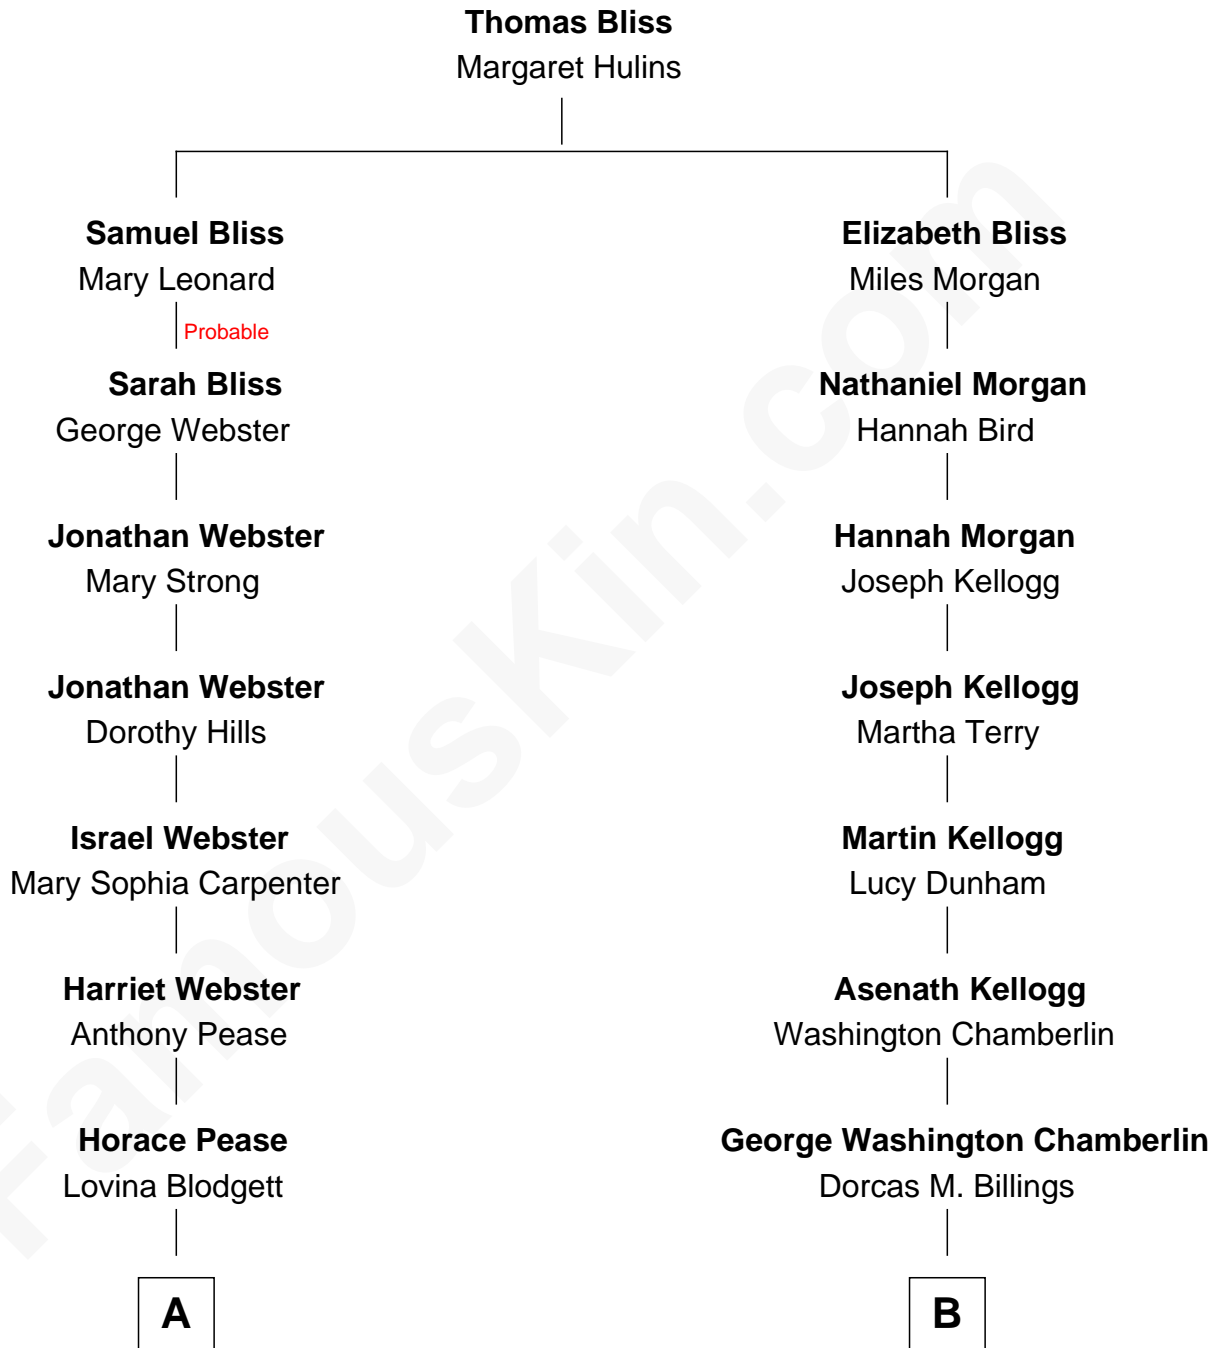 Thomas Bliss
Margaret Hulins
Samuel Bliss
Mary Leonard
Probable
Sarah Bliss
George Webster
Jonathan Webster
Mary Strong
Jonathan Webster
Dorothy Hills
Israel Webster
Mary Sophia Carpenter
Harriet Webster
Anthony Pease
Horace Pease
Lovina Blodgett
A
Elizabeth Bliss
Miles Morgan
Nathaniel Morgan
Hannah Bird
Hannah Morgan
Joseph Kellogg
Joseph Kellogg
Martha Terry
Martin Kellogg
Lucy Dunham
Asenath Kellogg
Washington Chamberlin
George Washington Chamberlin
Dorcas M. Billings
B
FamousKin.com